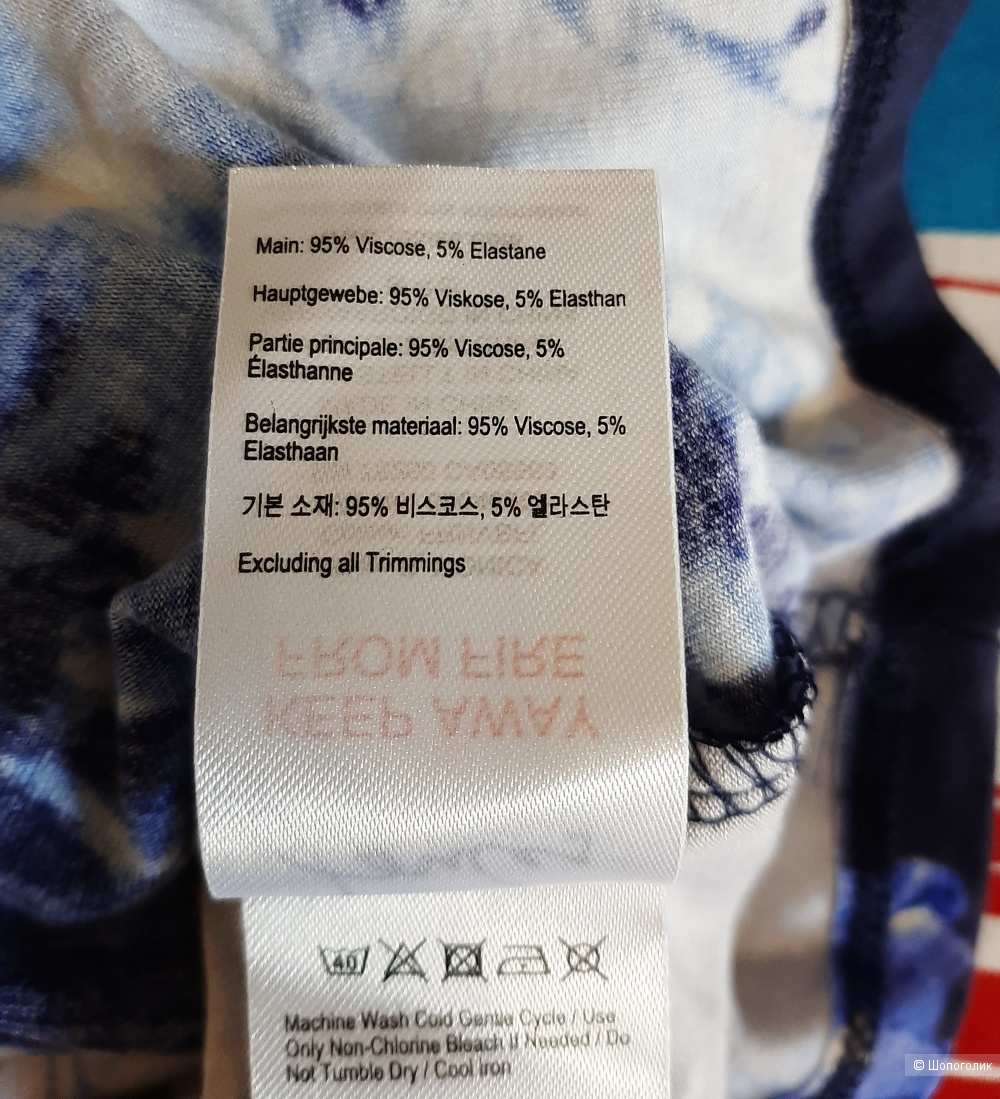 Main: 95% Viscose, 5% Elastane
Hauptgewebe: 95% Viskose, 5% Elasthan
Partie principale: 95% Viscose, 5%
Élasthanne
Belangrijkste materiaal: 95% Viscose, 5%
Elasthaan
기본 소재: 95% 비스코스, 5% 엘라스탄
Excluding all Trimmings
FROM FIRE
KEEP AWAY
40
Machine Wash Cold Gentle Cycle / Use
Only Non-Chlorine Bleach If Needed / Do
Not Tumble Dry / Cool Iron
© Шопоголик